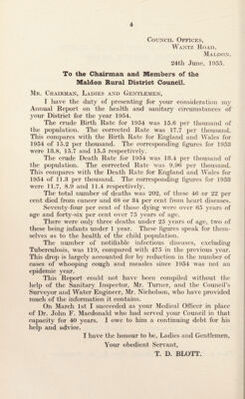 4
Council Offices,
Wantz Road,
Maldon.
24th June, 1955.
To the Chairman and Members of the
Maldon Rural District Council.
Mr. Chairman, Ladies and Gentlemen,
I have the duty of presenting for your consideration my
Annual Report on the health and sanitary circumstances of
your District for the year 1954.
The crude Birth Rate for 1954 was 15.6 per thousand of
the population. The corrected Rate was 17.7 per thousand.
This compares with the Birth Rate for England and Wales for
1954 of 15.2 per thousand. The corresponding figures for 1953
were 13.8, 15.7 and 15.5 respectively.
The crude Death Rate for 1954 was 13.4 per thousand of
the population. The corrected Rate was 9.96 per thousand.
This compares with the Death Rate for England and Wales for
1954 of 11.3 per thousand. The corresponding figures for 1953
were 11.7, 8.9 and 11.4 respectively.
The total number of deaths was 202, of these 46 or 22 per
cent died from cancer and 68 or 34 per cent from heart diseases.
Seventy-four per cent of those dying were over 65 years of
age and forty-six per cent over 75 years of age.
There were only three deaths under 25 years of age, two of
these being infants under 1 year. These figures speak for them-
selves as to the health of the child population.
The number of notifiable infectious diseases, excluding
Tuberculosis, was 119, compared with 475 in the previous year.
This drop is largely accounted for by reduction in the number of
cases of whooping cough and measles since 1954 was not an
epidemic year.
This Report could not have been compiled without the
help of the Sanitary Inspector, Mr. Turner, and the Council's
Surveyor and Water Engineer, Mr. Nicholson, who have provided
much of the information it contains.
On March 1st I succeeded as your Medical Officer in place
of Dr. John F. Macdonald who had served your Council in that
capacity for 40 years. I owe to him a continuing debt for his
help and advice.
I have the honour to be, Ladies and Gentlemen,
Your obedient Servant,
T. D. BLOTT.